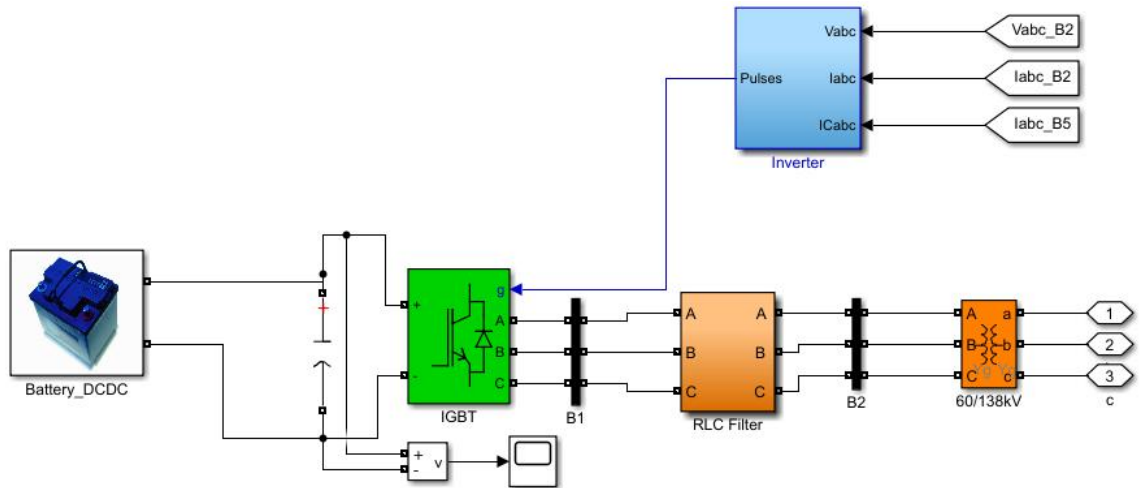 Vabc
Vabc_B2
Pulses
Iabc
Iabc_B2
ICabc
Iabc_B5
Inverter
+
g
+
A
A
A
A
a
1
B
B
B
B
b
2
-
C
C
C
C
c
3
Battery_DCDC
IGBT
B1
RLC Filter
B2
60/138kV
c
+
-
v